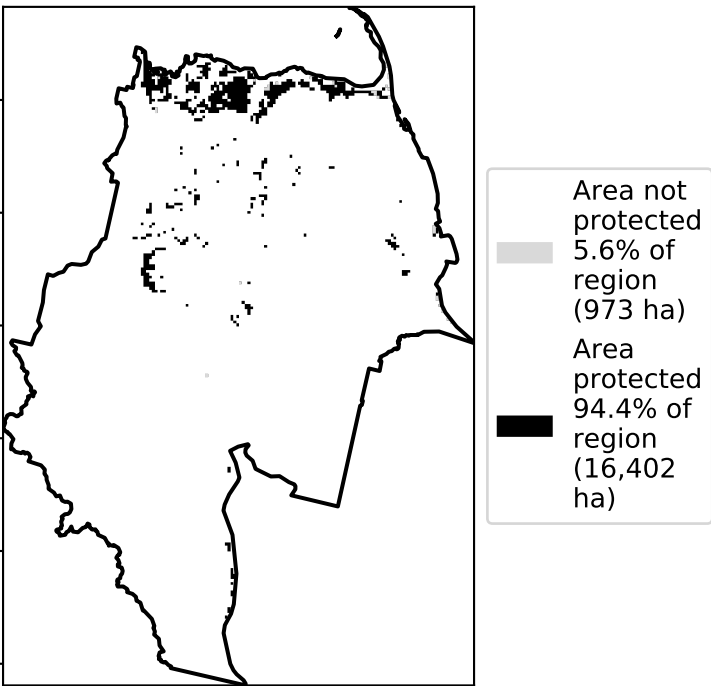 Area not
protected
5.6% of
region
(973 ha)
Area
protected
94.4% of
region
(16,402
ha)